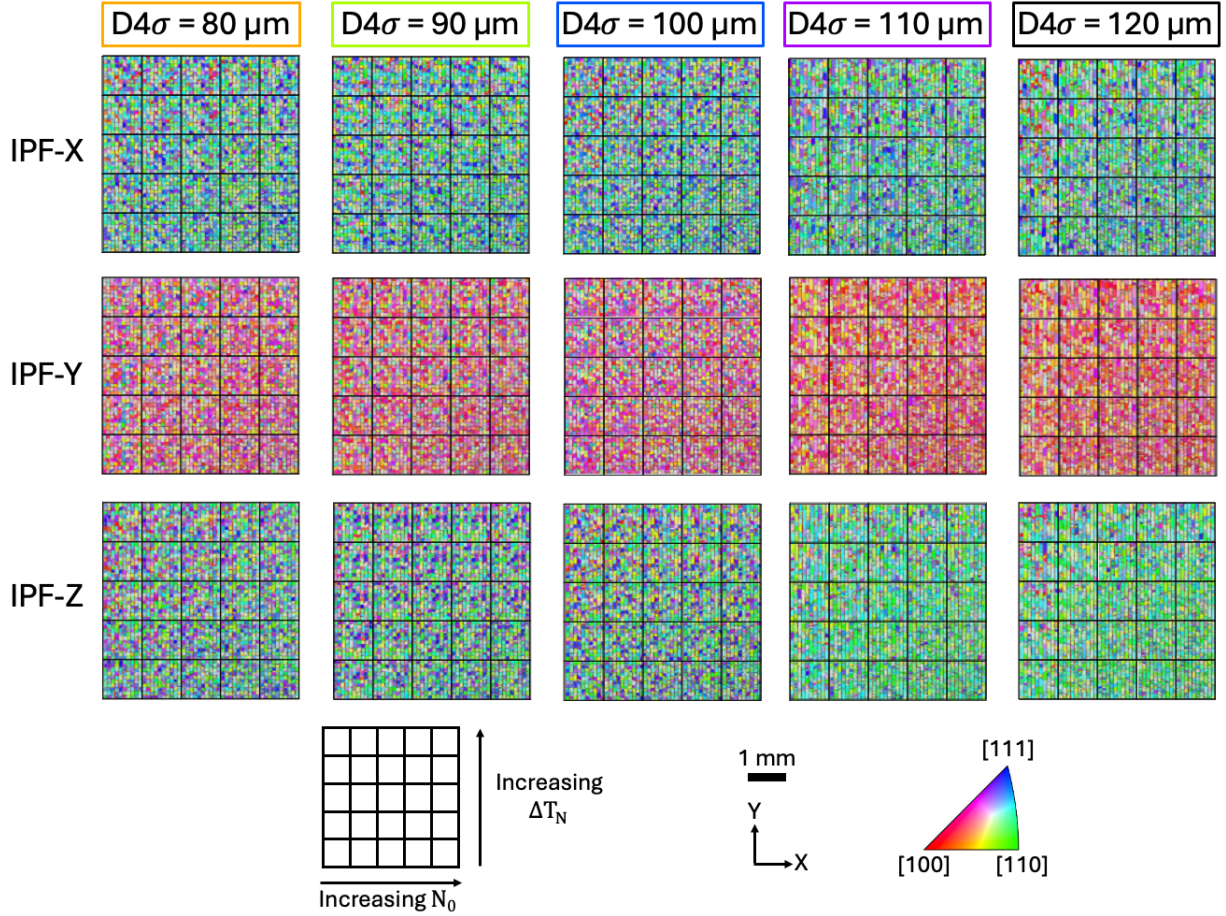 D4σ = 80 µm
D4σ = 90 µm
D4σ = 100 µm
D4σ = 110 µm
D4σ = 120 µm
IPF-X
IPF-Y
IPF-Z
Increasing
ΔT_N
Increasing N₀
1 mm
Y
X
[111]
[100]
[110]